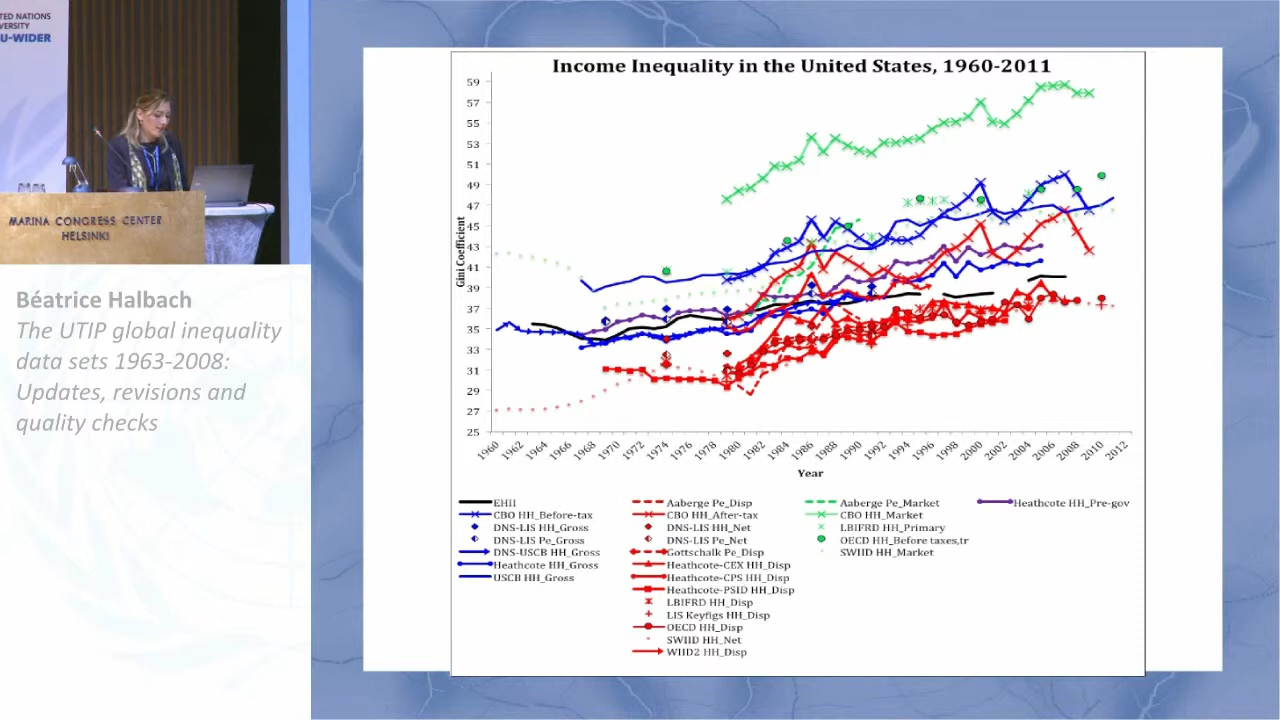 TED NATIONS
VERSITY
U-WIDER
MARINA CONGRESS CENTER
HELSINKI
Béatrice Halbach
The UTIP global inequality
data sets 1963-2008:
Updates, revisions and
quality checks
Income Inequality in the United States, 1960-2011
Gini Coefficient
59
57
55
53
51
49
47
45
43
41
39
37
35
33
31
29
27
25
1960 1962 1964 1966 1968 1970 1972 1974 1976 1978 1980 1982 1984 1986 1988 1990 1992 1994 1996 1998 2000 2002 2004 2006 2008 2010 2012
Year
EHII Aaberge Pe_Disp Aaberge Pe_Market Heathcote HH_Pre-gov
CBO HH_Before-tax CBO HH_After-tax CBO HH_Market
DNS-LIS HH_Gross DNS-LIS HH_Net LBIFRD HH_Primary
DNS-LIS Pe_Gross DNS-LIS Pe_Net OECD HH_Before taxes,tr
DNS-USCB HH_Gross Gottschalk Pe_Disp SWIID HH_Market
Heathcote HH_Gross Heathcote-CEX HH_Disp
USCB HH_Gross Heathcote-CPS HH_Disp
Heathcote-PSID HH_Disp
LBIFRD HH_Disp
LIS Keyfigs HH_Disp
OECD HH_Disp
SWIID HH_Net
WIID2 HH_Disp